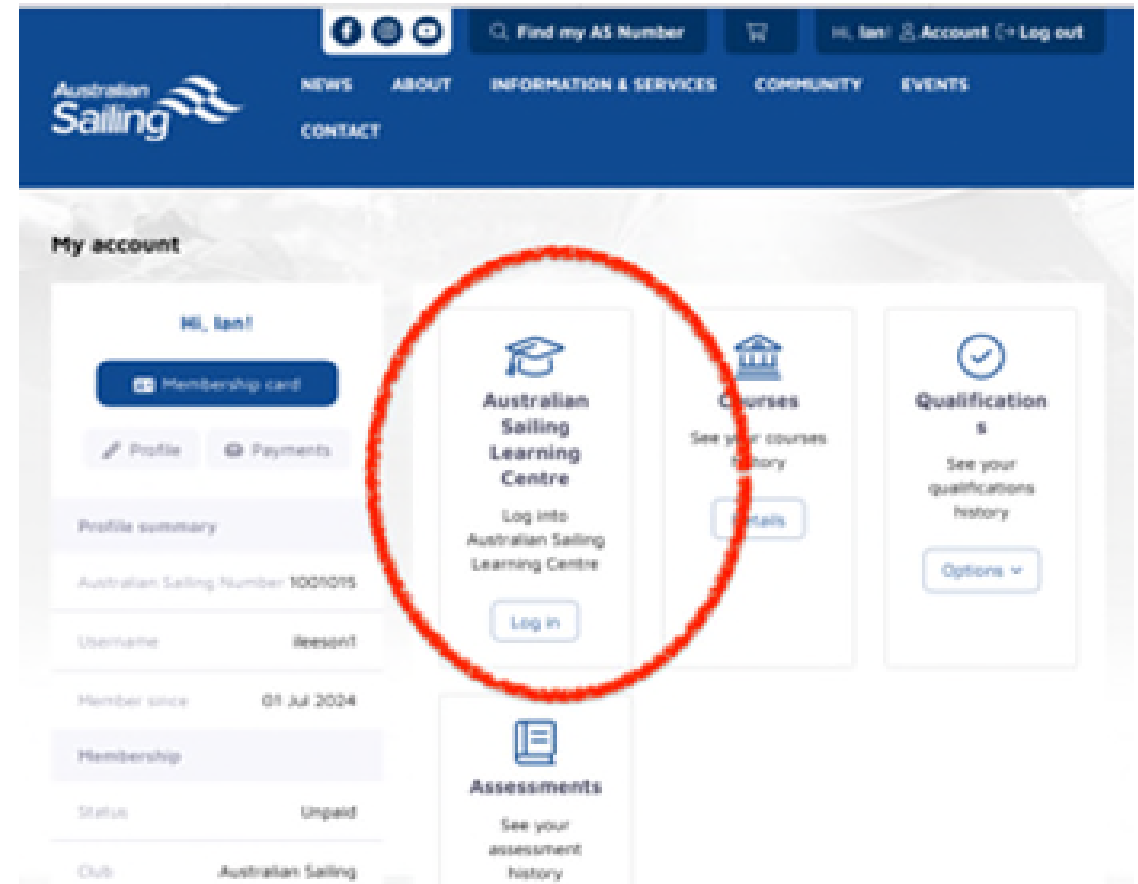 Find my AS Number
Hi, Ian! Account Log out
Australian
Sailing
NEWS ABOUT INFORMATION & SERVICES COMMUNITY EVENTS
CONTACT
My account
Hi, Ian!
Membership card
Profile Payments
Profile summary
Australian Sailing Number 1001015
Username ileeson1
Member since 01 Jul 2024
Membership
Status Unpaid
Club Australian Sailing
Australian
Sailing
Learning
Centre
Log into
Australian Sailing
Learning Centre
Log in
Courses
See your courses
history
Details
Qualification
s
See your
qualifications
history
Options
Assessments
See your
assessment
history